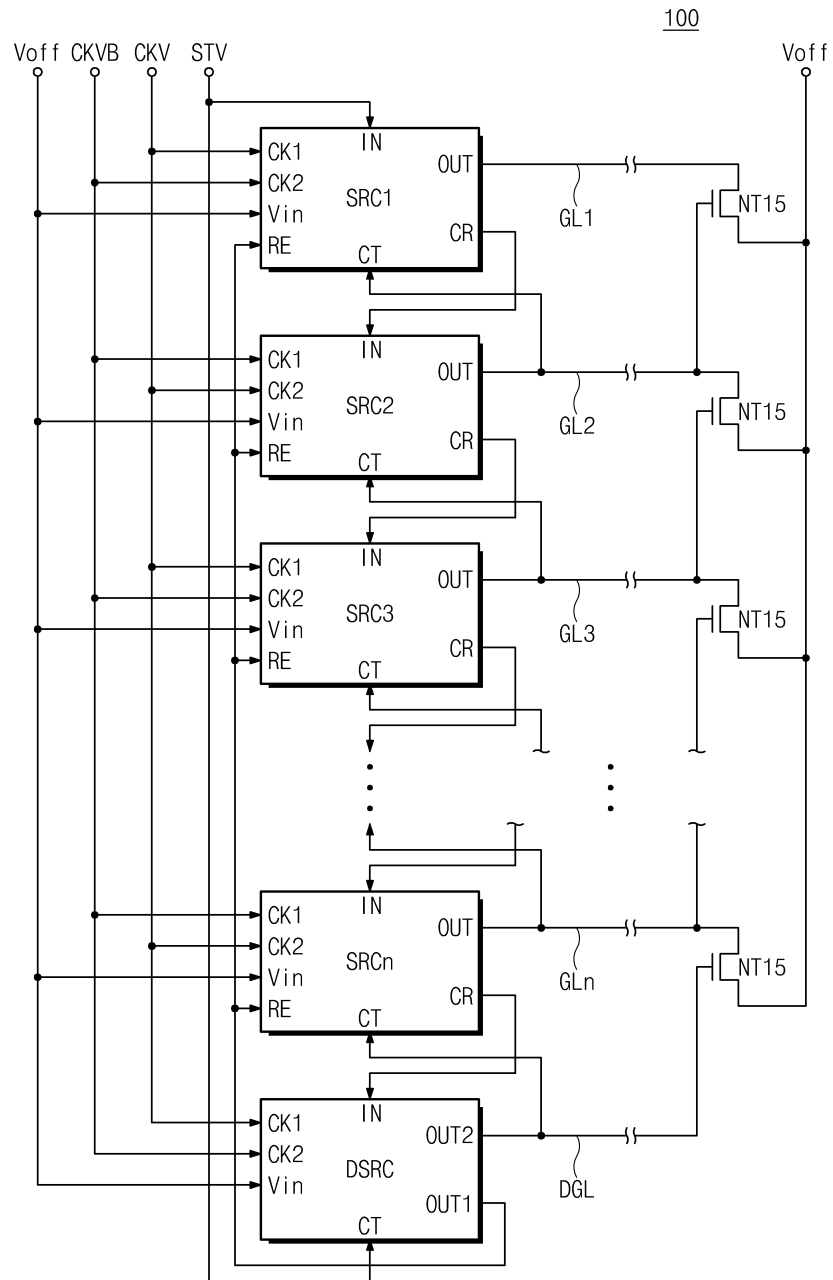 100
Voff CKVB CKV STV Voff
IN
CK1 OUT
CK2 SRC1 NT15
Vin GL1
CR
RE CT
IN
CK1 OUT
CK2 SRC2 NT15
Vin GL2
CR
RE CT
IN
CK1 OUT
CK2 SRC3 NT15
Vin GL3
CR
RE CT
IN
CK1 OUT
CK2 SRCn NT15
Vin GLn
CR
RE CT
IN
CK1 OUT2
CK2 DSRC
Vin DGL
OUT1
CT